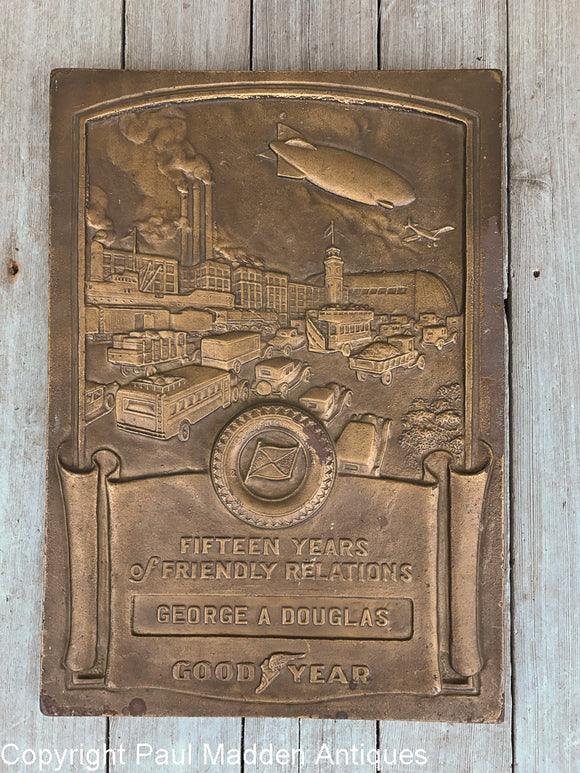 FIFTEEN YEARS
of FRIENDLY RELATIONS
GEORGE A DOUGLAS
GOOD YEAR
Copyright Paul Madden Antiques